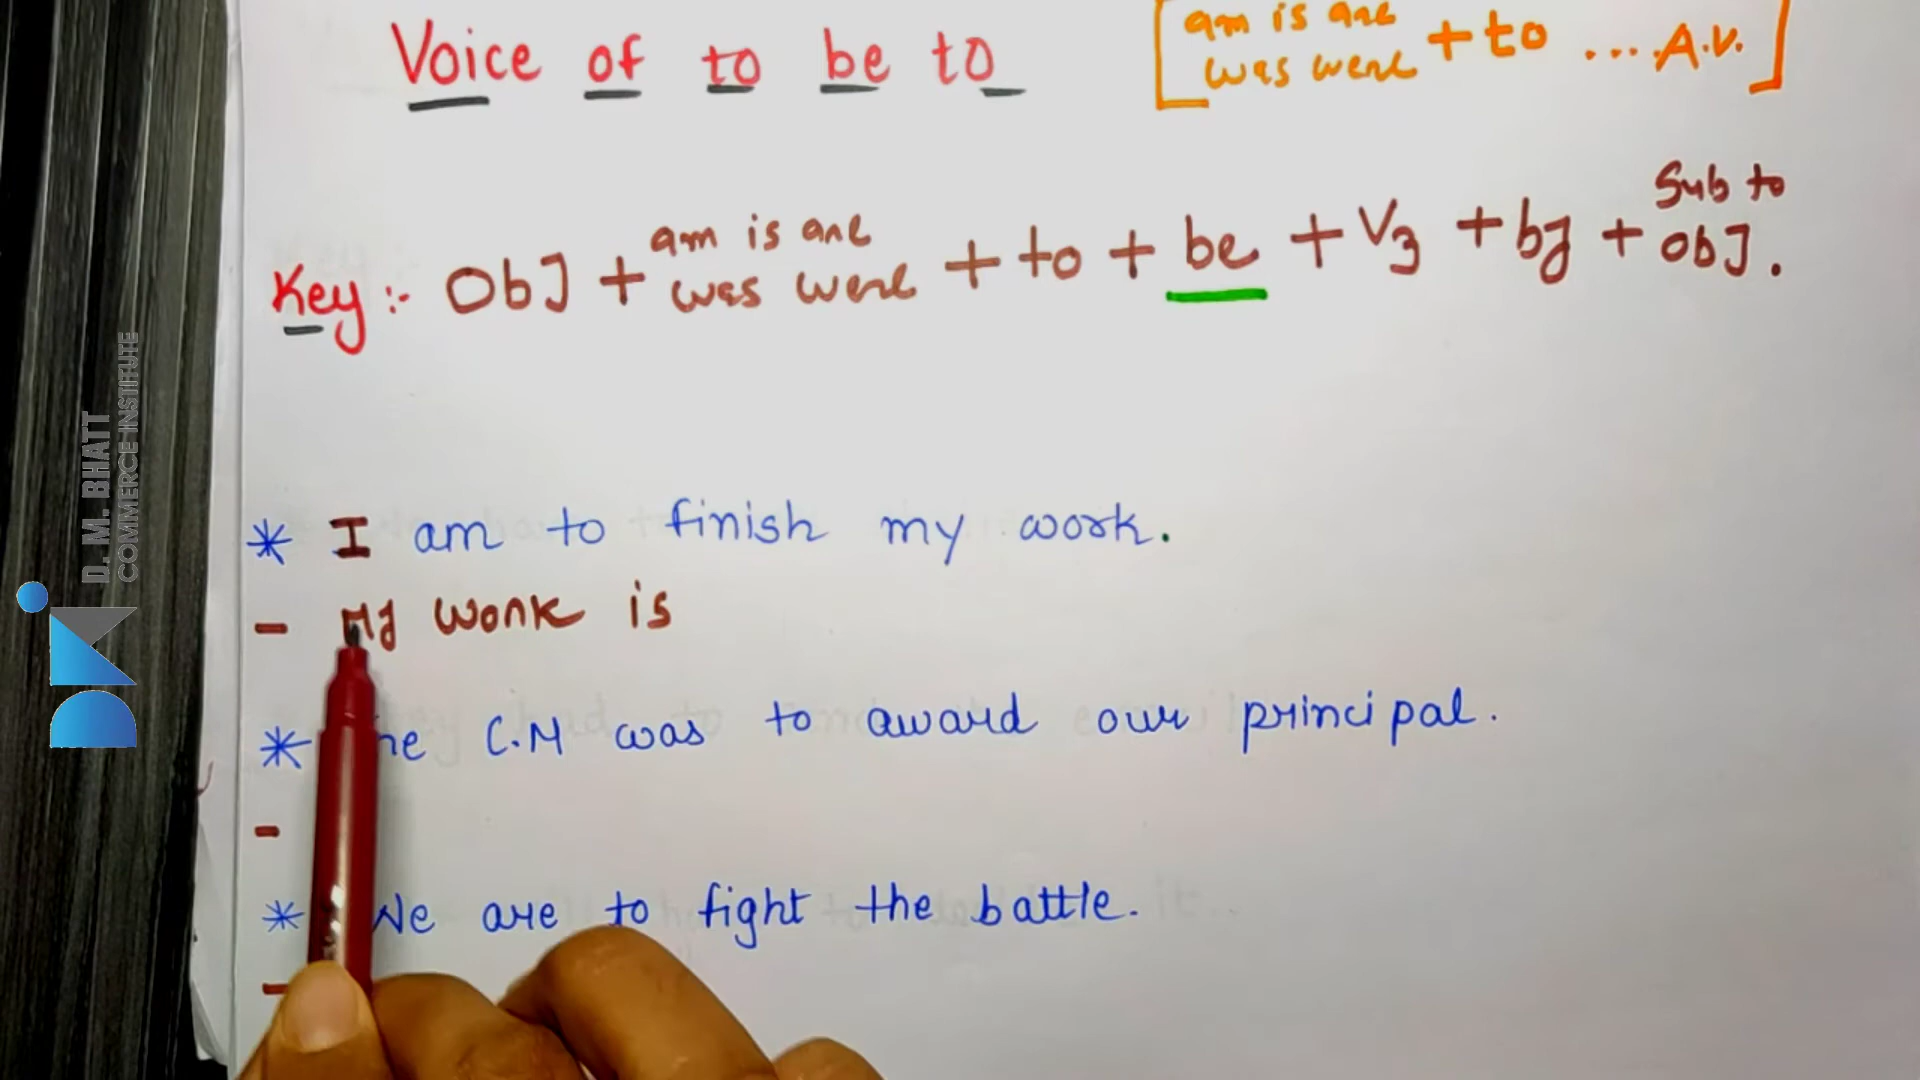 Voice of to be to
am is are
was were + to ... A.V.
am is are
Sub to
Key :- ObJ + was were + to + be + V3 + by + ObJ.
* I am to finish my work.
- My work is
* The C.M was to award our principal.
-
* We are to fight the battle.
-
D. M. BHATT
COMMERCE INSTITUTE